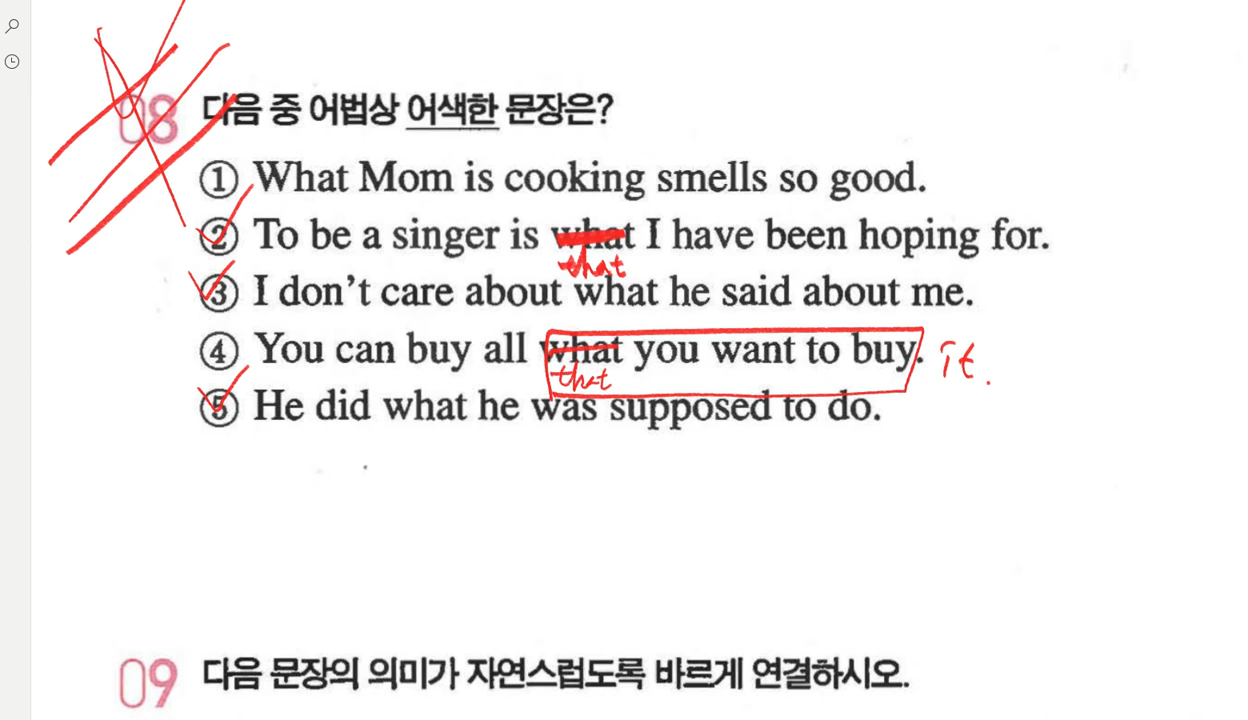 08 다음 중 어법상 어색한 문장은?
① What Mom is cooking smells so good.
② To be a singer is what I have been hoping for.
that
③ I don't care about what he said about me.
④ You can buy all what you want to buy. it.
that
⑤ He did what he was supposed to do.
09 다음 문장의 의미가 자연스럽도록 바르게 연결하시오.